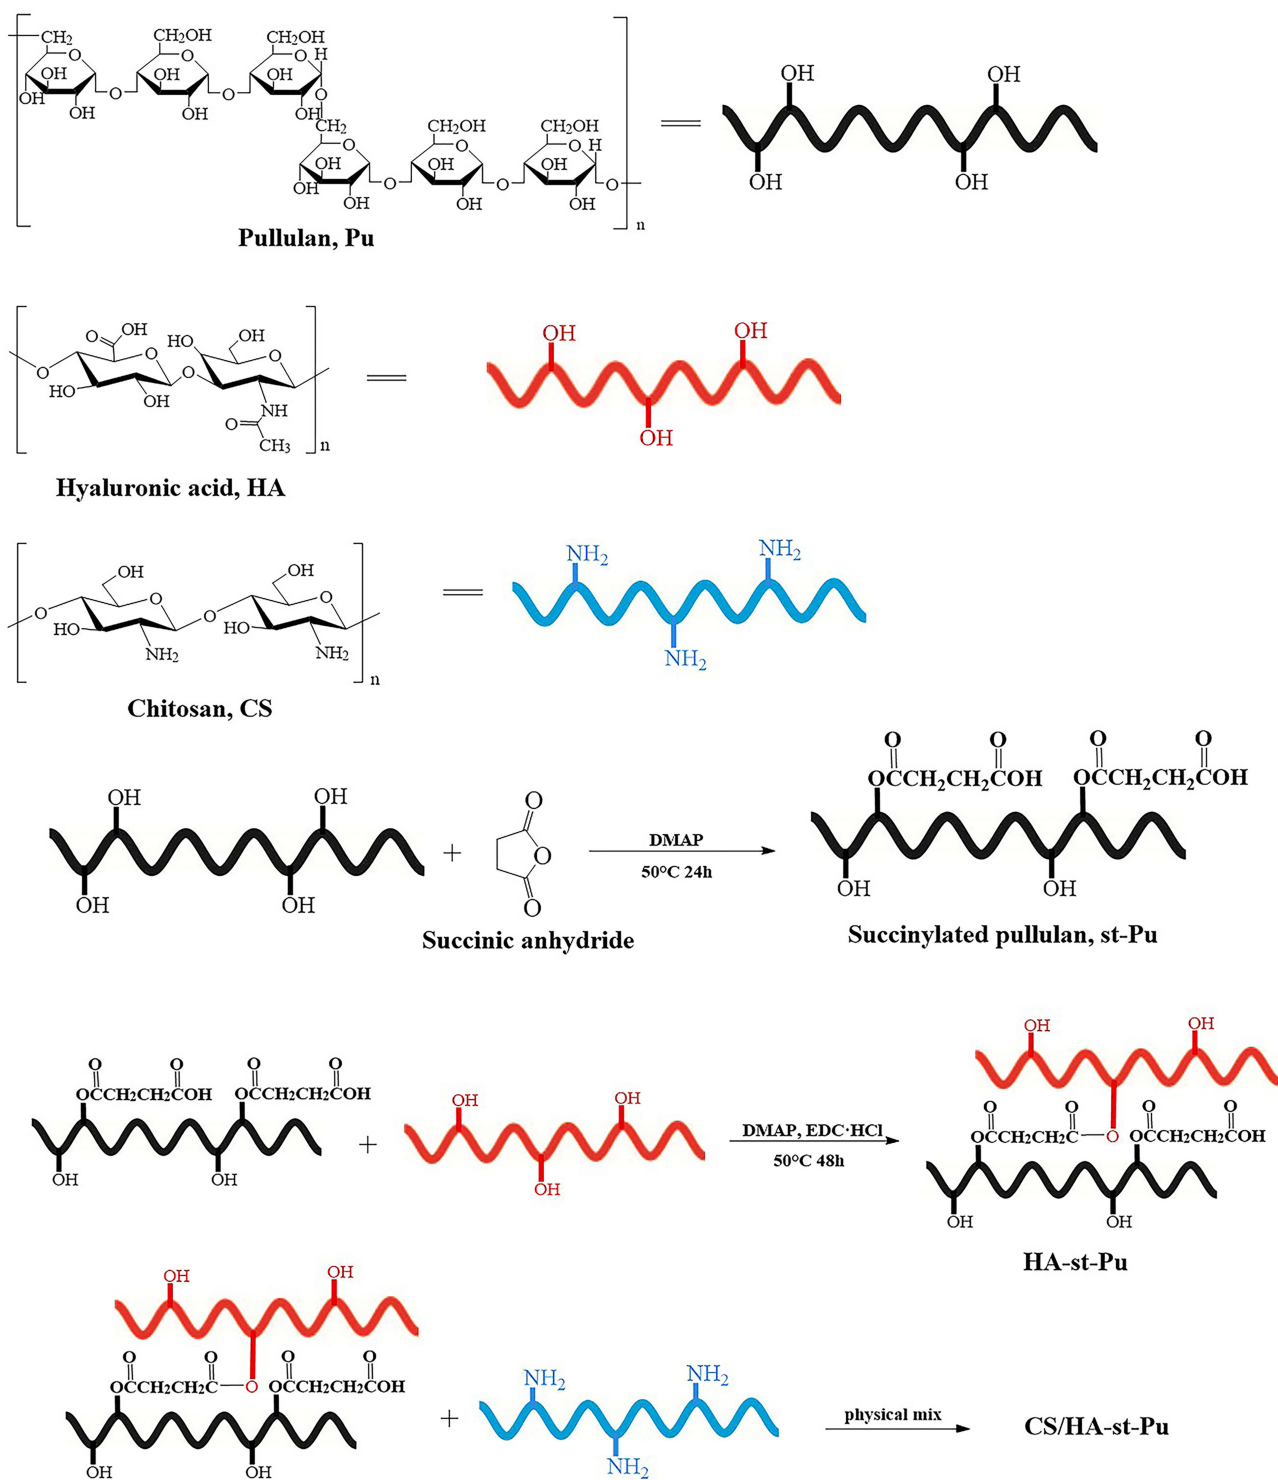 CH2 CH2OH CH2OH
O O O H
OH OH OH
OH O O O
OH OH OH
CH2 CH2OH CH2OH
O O O H
OH OH OH
OH O O O
OH OH OH
n
Pullulan, Pu
OH OH
OH OH
O OH HO OH
O O O
O HO OH O
NH
O
CH3
n
Hyaluronic acid, HA
OH OH
OH
OH OH
O O O O
HO HO
NH2 NH2
n
Chitosan, CS
NH2 NH2
NH2
OH OH
OH OH
+
O
O
O
Succinic anhydride
DMAP
50°C 24h
O O O O
OCCH2CH2COH OCCH2CH2COH
OH OH
Succinylated pullulan, st-Pu
O O O O
OCCH2CH2COH OCCH2CH2COH
OH OH
+
OH OH
OH
DMAP, EDC·HCl
50°C 48h
OH OH
O O O O
OCCH2CH2C—O OCCH2CH2COH
OH OH
HA-st-Pu
OH OH
O O O O
OCCH2CH2C—O OCCH2CH2COH
OH OH
+
NH2 NH2
NH2
physical mix
CS/HA-st-Pu